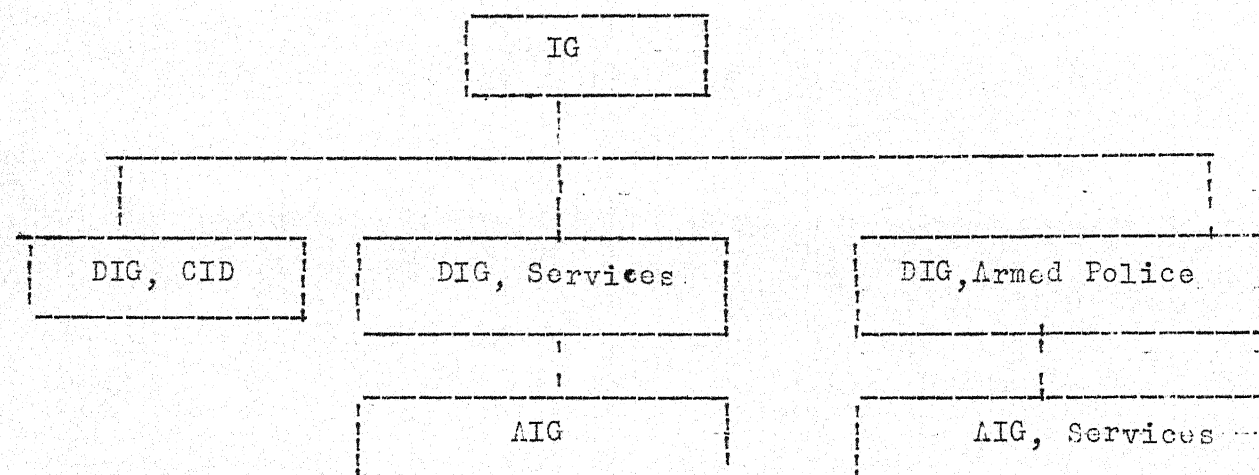 IG
DIG, CID
DIG, Services
DIG,Armed Police
AIG
AIG, Services